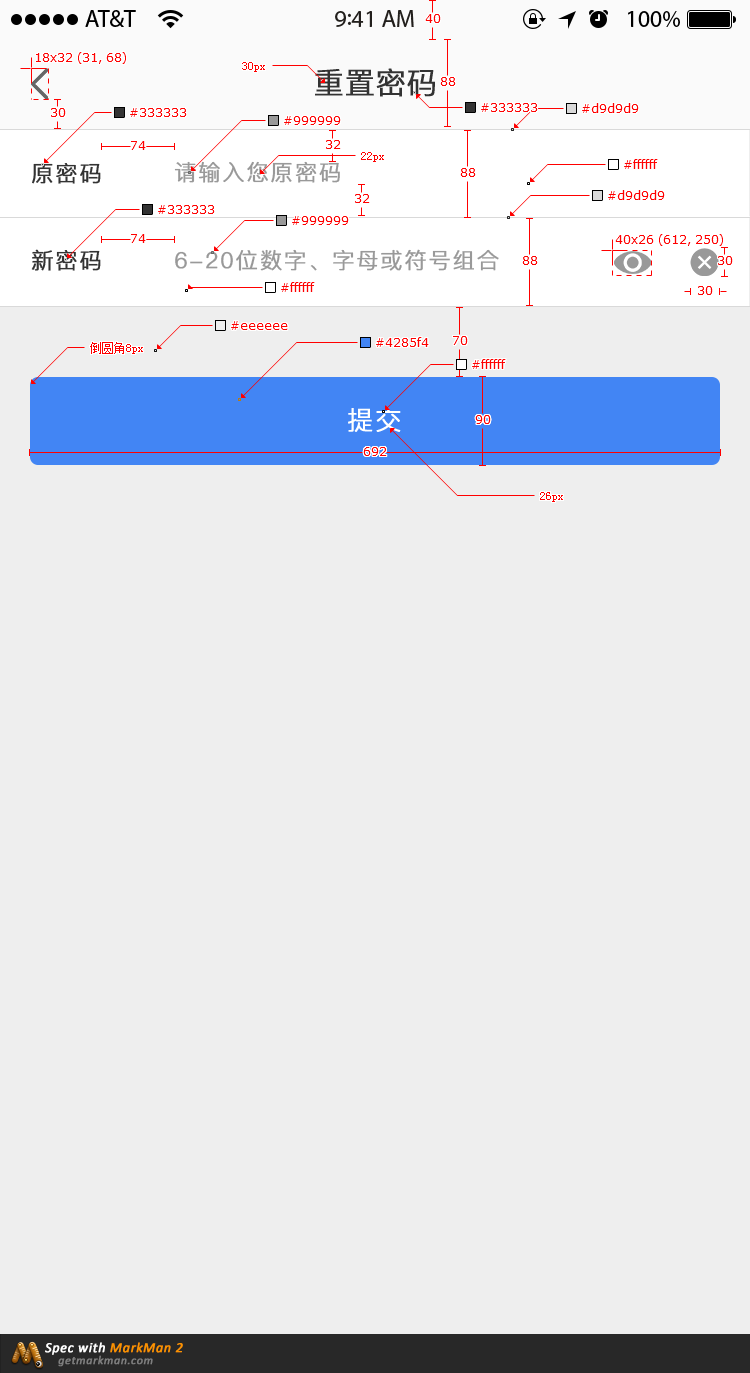 AT&T 9:41 AM 40 100%
18x32 (31, 68)
30px 重置密码 88
30 #333333 #999999 #333333 #d9d9d9
74 32 22px 88 #ffffff
原密码 请输入您原密码
32 #d9d9d9
#333333 #999999
74 40x26 (612, 250)
新密码 6-20位数字、字母或符号组合 88 30
#ffffff 30
#eeeeee 70
倒圆角8px #4285f4
#ffffff
提交 90
692
26px
Spec with MarkMan 2
getmarkman.com